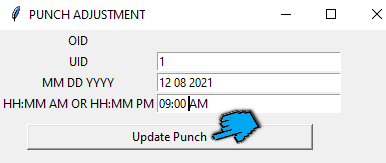 PUNCH ADJUSTMENT
OID
UID 1
MM DD YYYY 12 08 2021
HH:MM AM OR HH:MM PM 09:00 AM
Update Punch